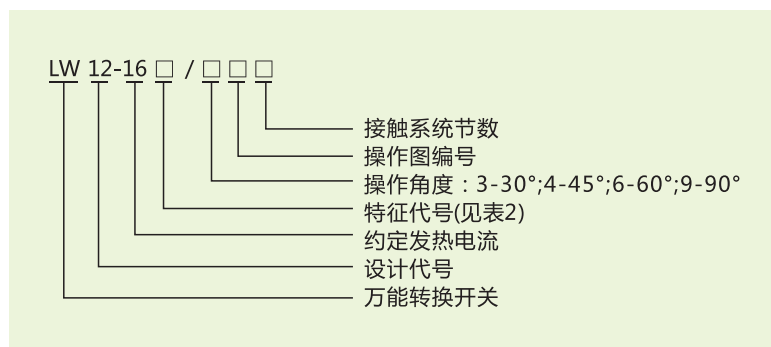 LW 12-16□ / □ □ □
接触系统节数
操作图编号
操作角度：3-30°;4-45°;6-60°;9-90°
特征代号(见表2)
约定发热电流
设计代号
万能转换开关